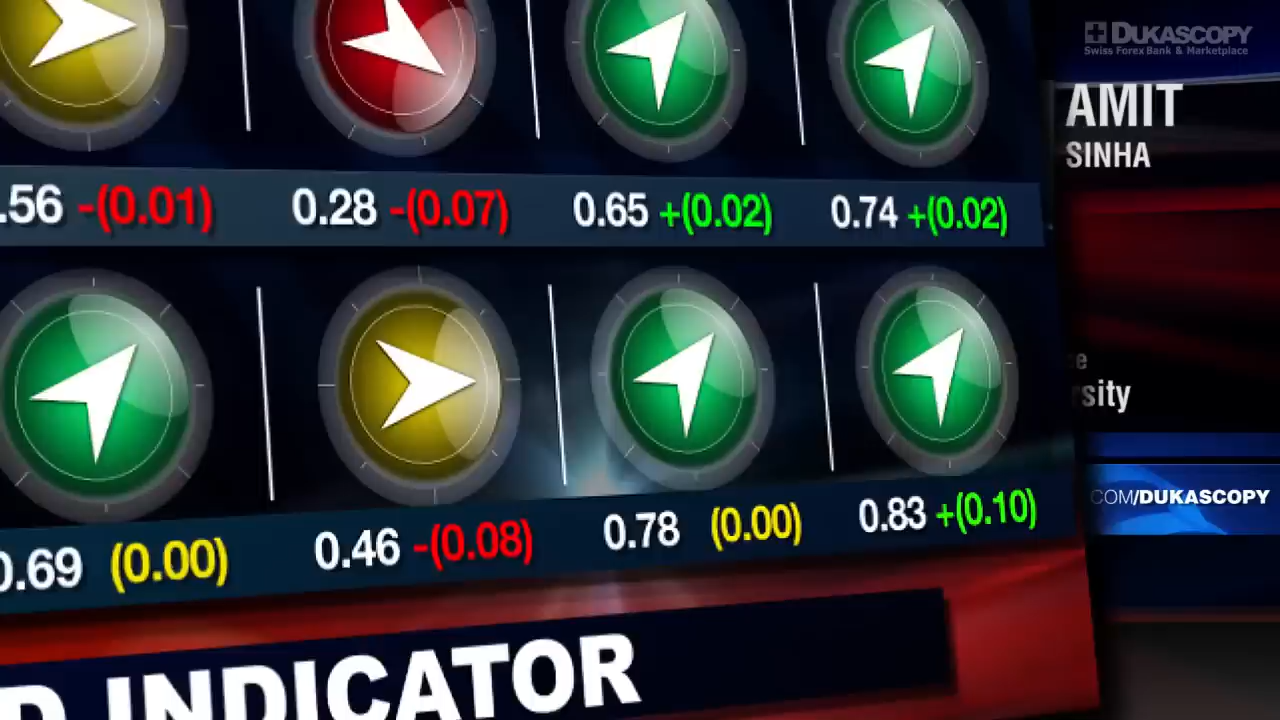 DUKASCOPY
Swiss Forex Bank & Marketplace
AMIT
SINHA
.56 -(0.01) 0.28 -(0.07) 0.65 +(0.02) 0.74 +(0.02)
rsity
COM/DUKASCOPY
0.69 (0.00) 0.46 -(0.08) 0.78 (0.00) 0.83 +(0.10)
INDICATOR